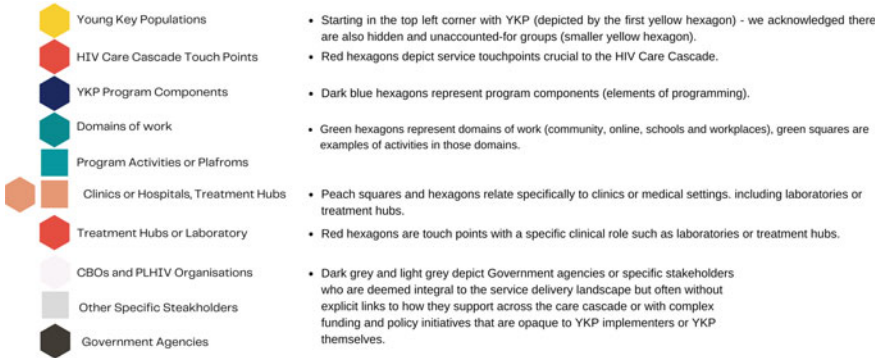 Young Key Populations
• Starting in the top left corner with YKP (depicted by the first yellow hexagon) - we acknowledged there
are also hidden and unaccounted-for groups (smaller yellow hexagon).
HIV Care Cascade Touch Points
• Red hexagons depict service touchpoints crucial to the HIV Care Cascade.
YKP Program Components
• Dark blue hexagons represent program components (elements of programming).
Domains of work
• Green hexagons represent domains of work (community, online, schools and workplaces), green squares are
examples of activities in those domains.
Program Activities or Plafroms
Clinics or Hospitals, Treatment Hubs
• Peach squares and hexagons relate specifically to clinics or medical settings. including laboratories or
treatment hubs.
Treatment Hubs or Laboratory
• Red hexagons are touch points with a specific clinical role such as laboratories or treatment hubs.
CBOs and PLHIV Organisations
• Dark grey and light grey depict Government agencies or specific stakeholders
who are deemed integral to the service delivery landscape but often without
explicit links to how they support across the care cascade or with complex
funding and policy initiatives that are opaque to YKP implementers or YKP
themselves.
Other Specific Steakholders
Government Agencies